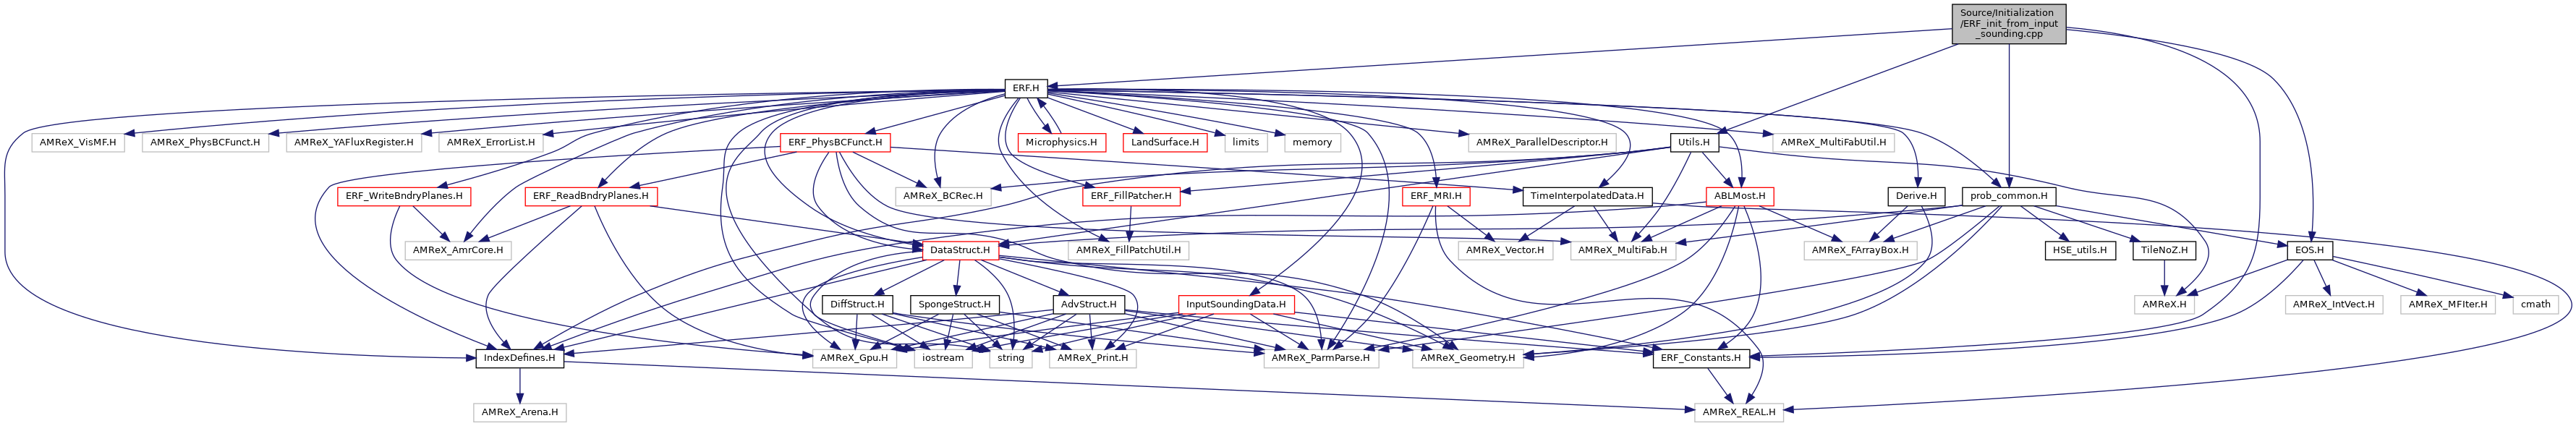 Source/Initialization
/ERF_init_from_input
_sounding.cpp
ERF.H
AMReX_VisMF.H
AMReX_PhysBCFunct.H
AMReX_YAFluxRegister.H
AMReX_ErrorList.H
ERF_PhysBCFunct.H
Microphysics.H
LandSurface.H
limits
memory
AMReX_ParallelDescriptor.H
Utils.H
AMReX_MultiFabUtil.H
ERF_WriteBndryPlanes.H
ERF_ReadBndryPlanes.H
AMReX_BCRec.H
ERF_FillPatcher.H
ERF_MRI.H
TimeInterpolatedData.H
ABLMost.H
Derive.H
prob_common.H
AMReX_AmrCore.H
DataStruct.H
AMReX_FillPatchUtil.H
AMReX_Vector.H
AMReX_MultiFab.H
AMReX_FArrayBox.H
HSE_utils.H
TileNoZ.H
EOS.H
DiffStruct.H
SpongeStruct.H
AdvStruct.H
InputSoundingData.H
AMReX.H
AMReX_IntVect.H
AMReX_MFIter.H
cmath
IndexDefines.H
AMReX_Gpu.H
iostream
string
AMReX_Print.H
AMReX_ParmParse.H
AMReX_Geometry.H
ERF_Constants.H
AMReX_Arena.H
AMReX_REAL.H